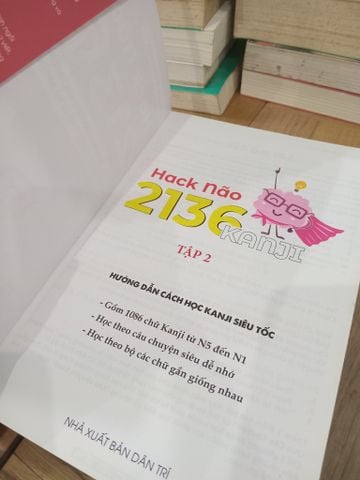 Hack Não
2136
KANJI
TẬP 2
HƯỚNG DẪN CÁCH HỌC KANJI SIÊU TỐC
- Gồm 1086 chữ Kanji từ N5 đến N1
- Học theo câu chuyện siêu dễ nhớ
- Học theo bộ các chữ gần giống nhau
NHÀ XUẤT BẢN DÂN TRÍ